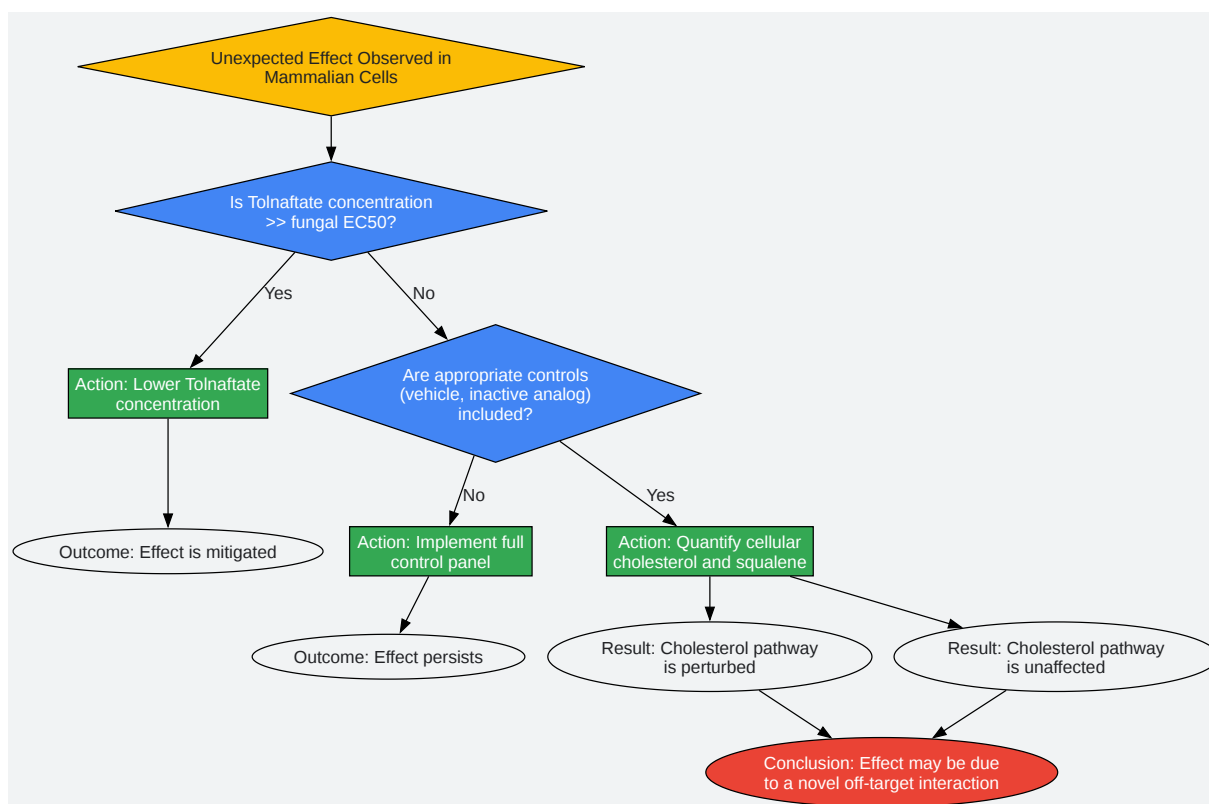 Unexpected Effect Observed in
Mammalian Cells
Is Tolnaftate concentration
>> fungal EC50?
Yes
No
Action: Lower Tolnaftate
concentration
Are appropriate controls
(vehicle, inactive analog)
included?
No
Yes
Outcome: Effect is mitigated
Action: Implement full
control panel
Action: Quantify cellular
cholesterol and squalene
Outcome: Effect persists
Result: Cholesterol pathway
is perturbed
Result: Cholesterol pathway
is unaffected
Conclusion: Effect may be due
to a novel off-target interaction